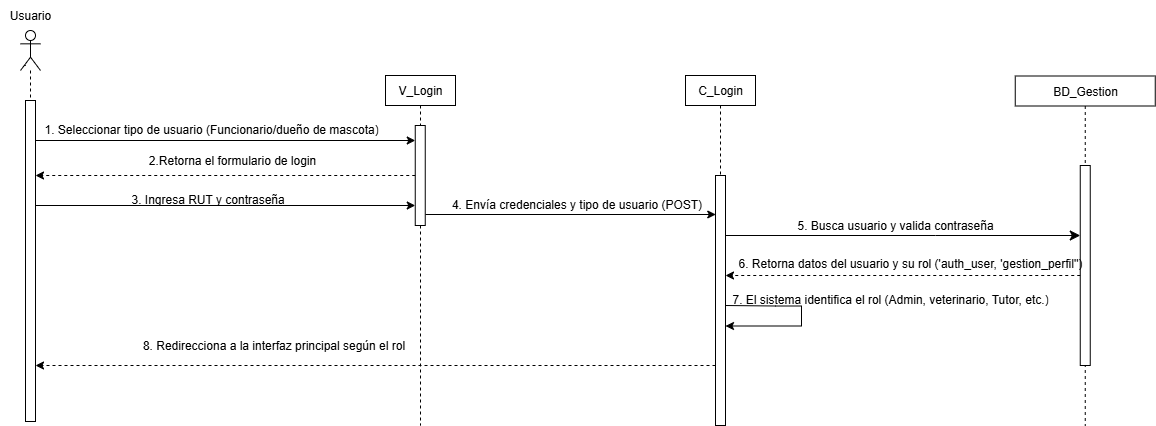 Usuario
V_Login
C_Login
BD_Gestion
1. Seleccionar tipo de usuario (Funcionario/dueño de mascota)
2.Retorna el formulario de login
3. Ingresa RUT y contraseña
4. Envía credenciales y tipo de usuario (POST)
5. Busca usuario y valida contraseña
6. Retorna datos del usuario y su rol ('auth_user, 'gestion_perfil'')
7. El sistema identifica el rol (Admin, veterinario, Tutor, etc.)
8. Redirecciona a la interfaz principal según el rol